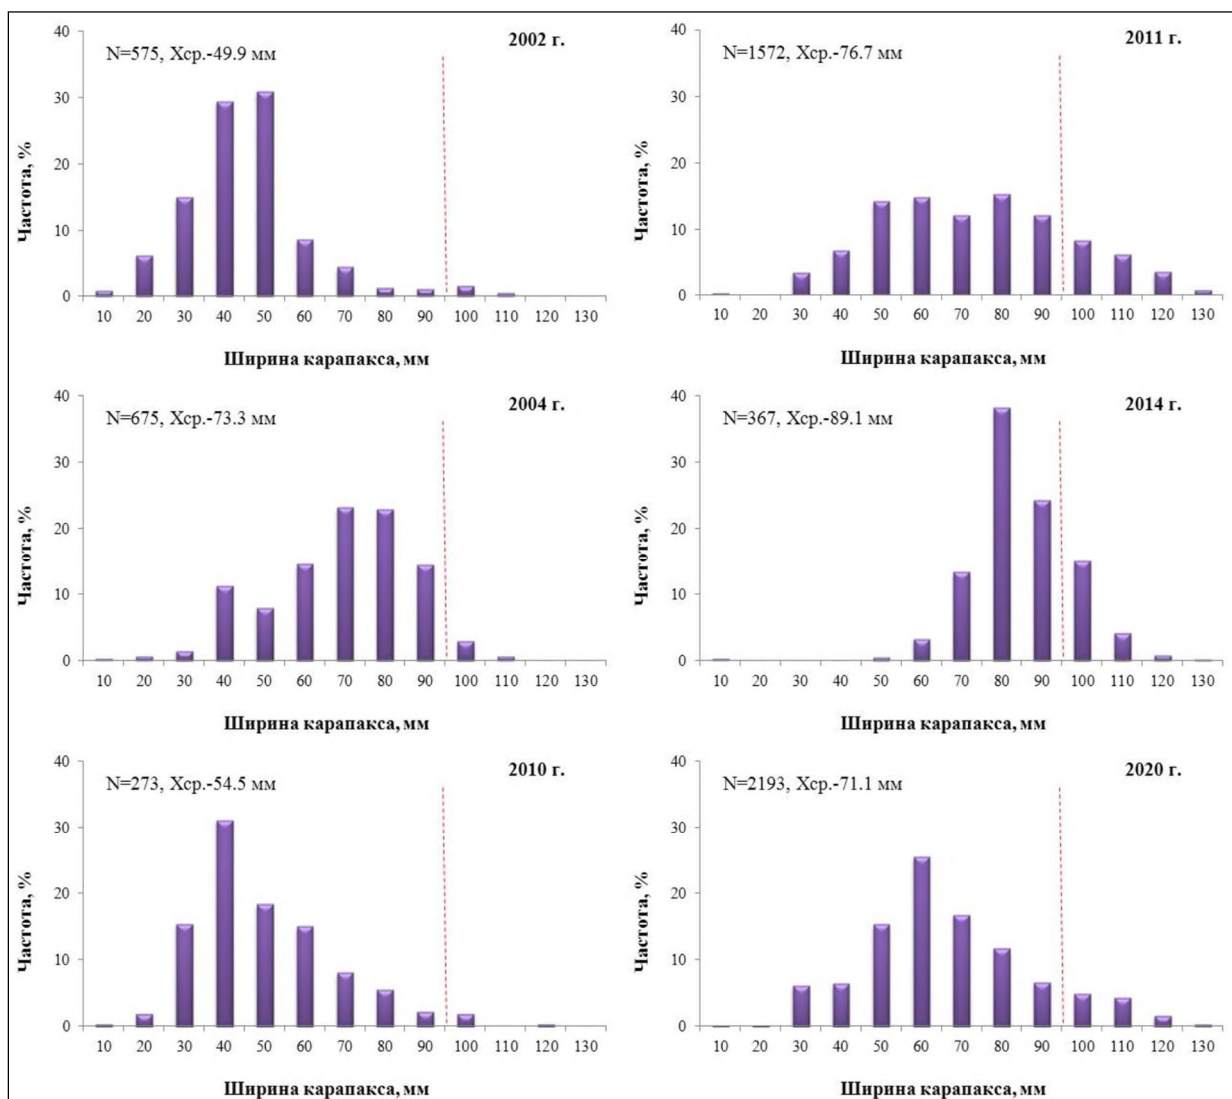 2002 г.
N=575, Хср.-49.9 мм
Частота, %
40
30
20
10
0
10 20 30 40 50 60 70 80 90 100 110 120 130
Ширина карапакса, мм
2011 г.
N=1572, Хср.-76.7 мм
Частота, %
40
30
20
10
0
10 20 30 40 50 60 70 80 90 100 110 120 130
Ширина карапакса, мм
2004 г.
N=675, Хср.-73.3 мм
Частота, %
40
30
20
10
0
10 20 30 40 50 60 70 80 90 100 110 120 130
Ширина карапакса, мм
2014 г.
N=367, Хср.-89.1 мм
Частота, %
40
30
20
10
0
10 20 30 40 50 60 70 80 90 100 110 120 130
Ширина карапакса, мм
2010 г.
N=273, Хср.-54.5 мм
Частота, %
40
30
20
10
0
10 20 30 40 50 60 70 80 90 100 110 120 130
Ширина карапакса, мм
2020 г.
N=2193, Хср.-71.1 мм
Частота, %
40
30
20
10
0
10 20 30 40 50 60 70 80 90 100 110 120 130
Ширина карапакса, мм